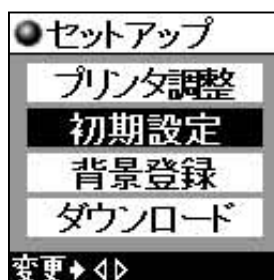 セットアップ
プリンタ調整
初期設定
背景登録
ダウンロード
変更